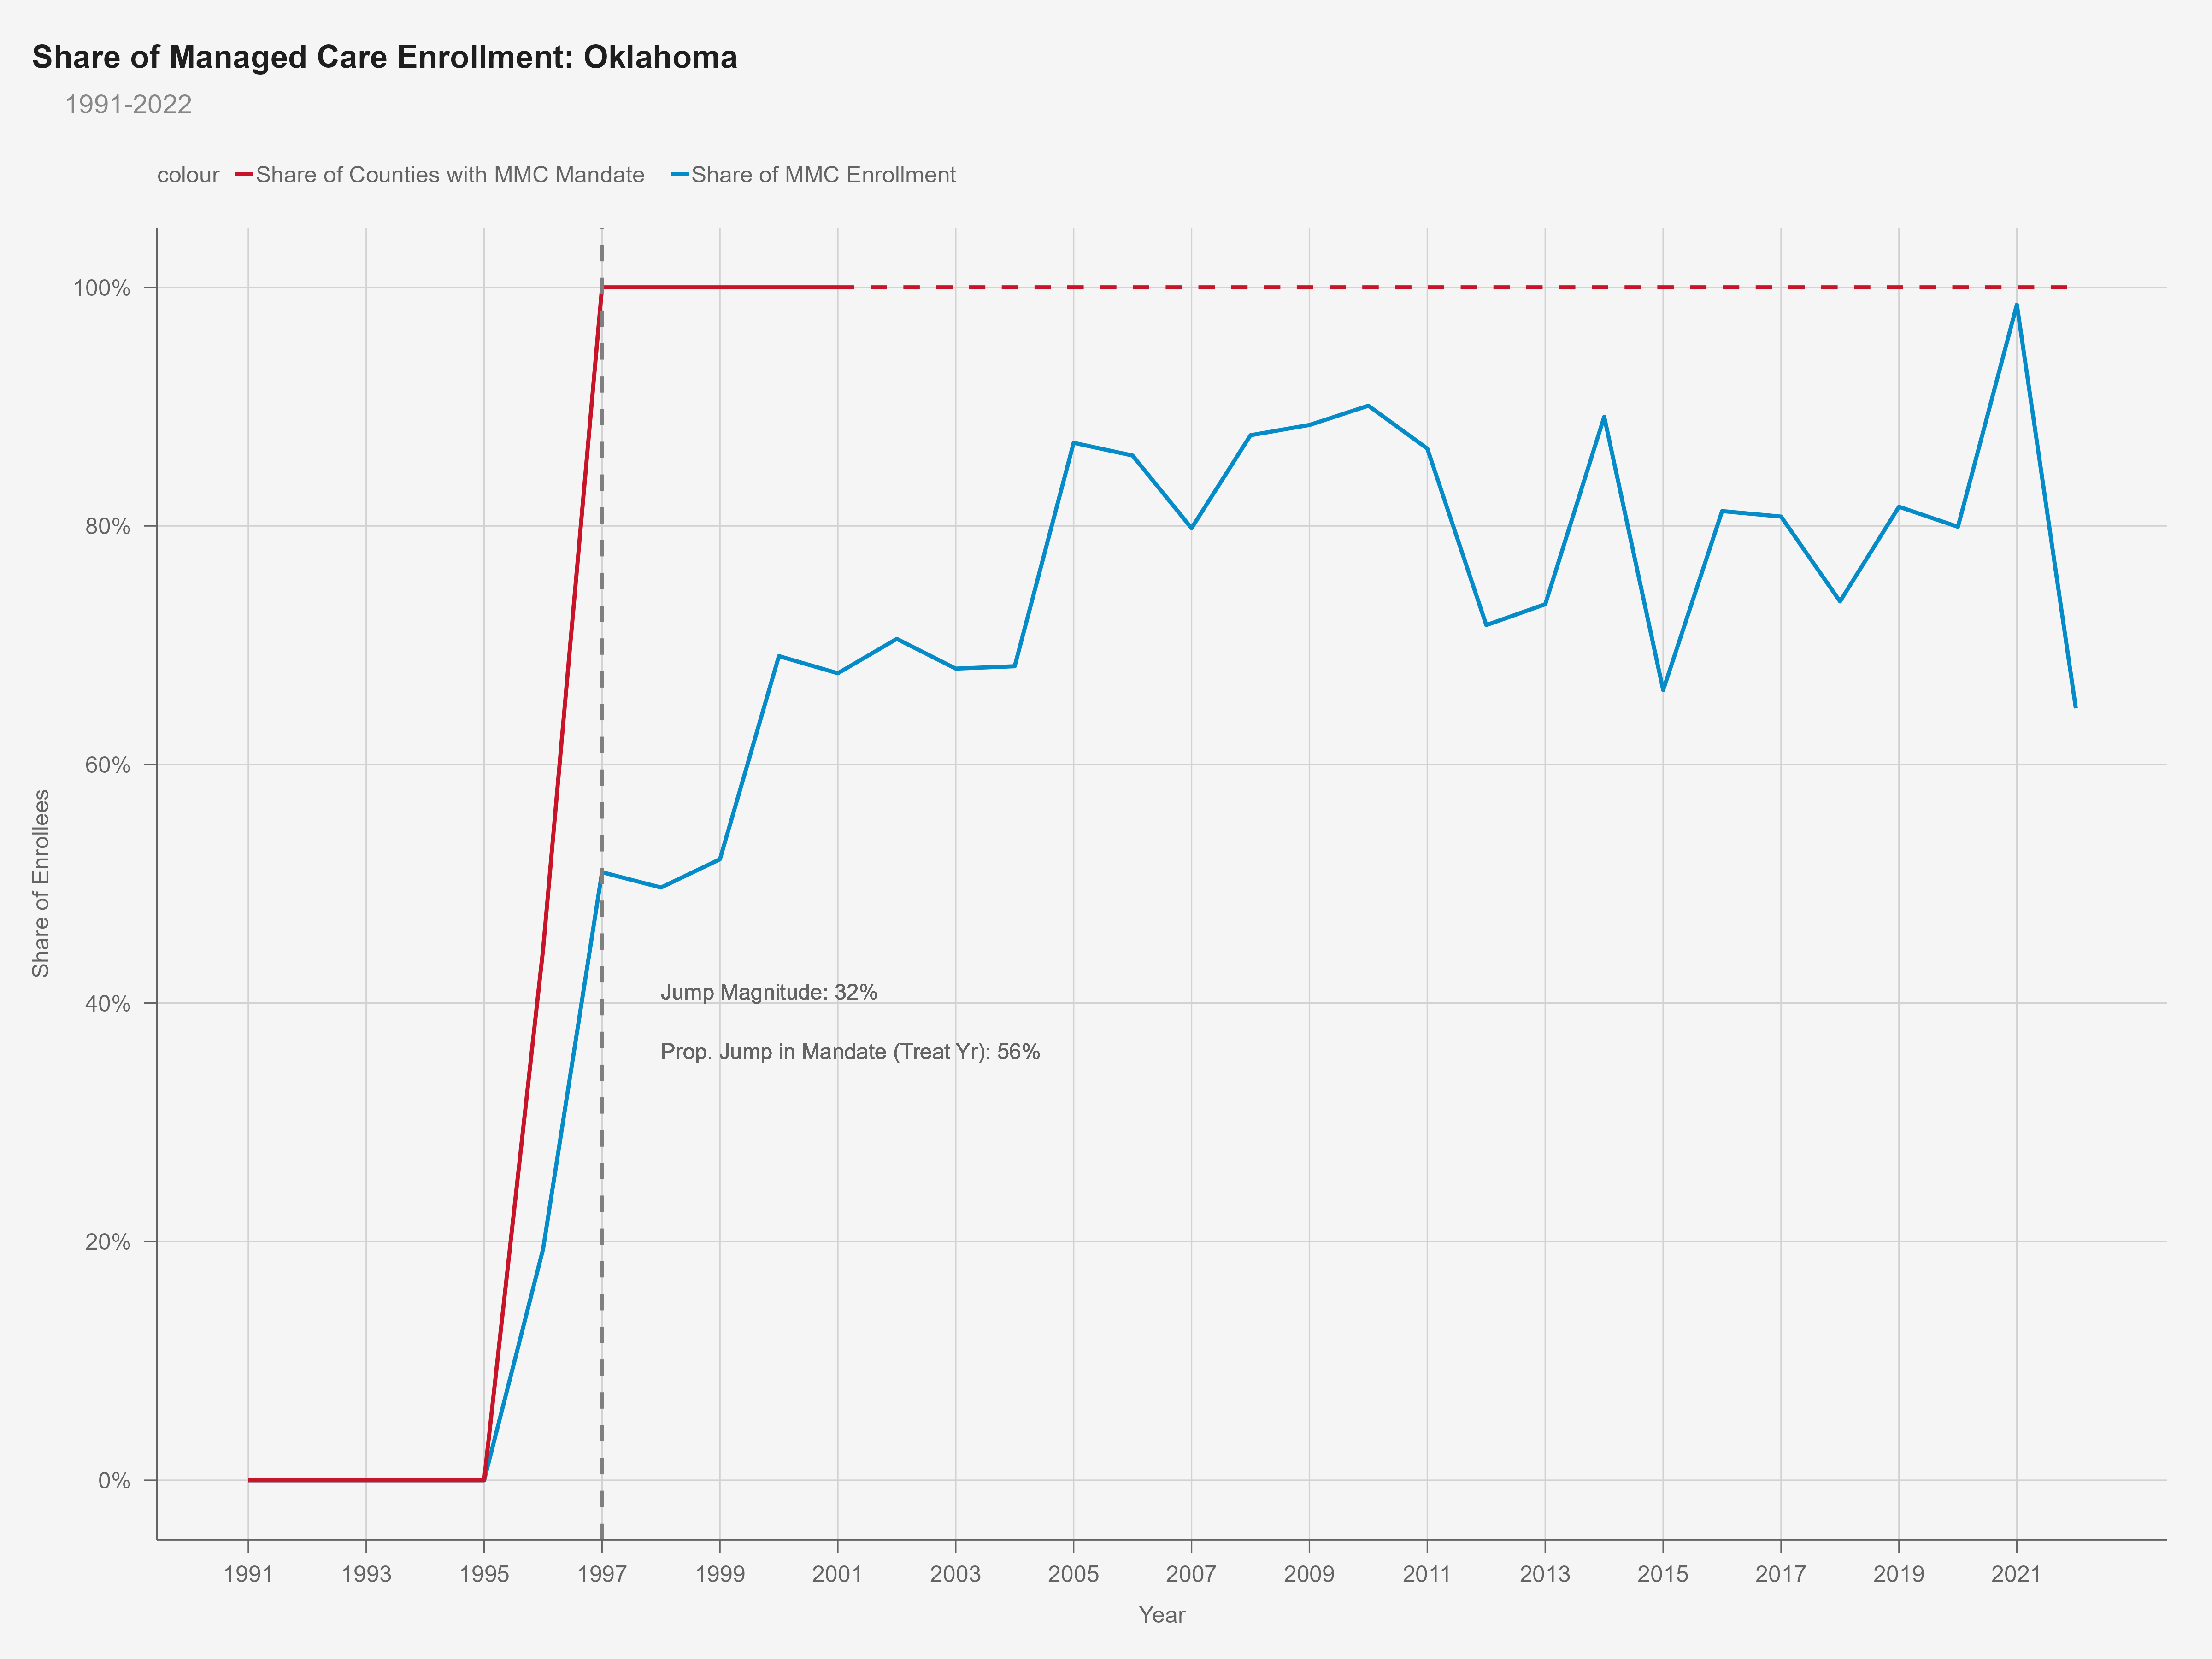 Share of Managed Care Enrollment: Oklahoma
1991-2022
colour Share of Counties with MMC Mandate Share of MMC Enrollment
100%
80%
60%
40%
20%
0%
Share of Enrollees
Jump Magnitude: 32%
Prop. Jump in Mandate (Treat Yr): 56%
1991 1993 1995 1997 1999 2001 2003 2005 2007 2009 2011 2013 2015 2017 2019 2021
Year